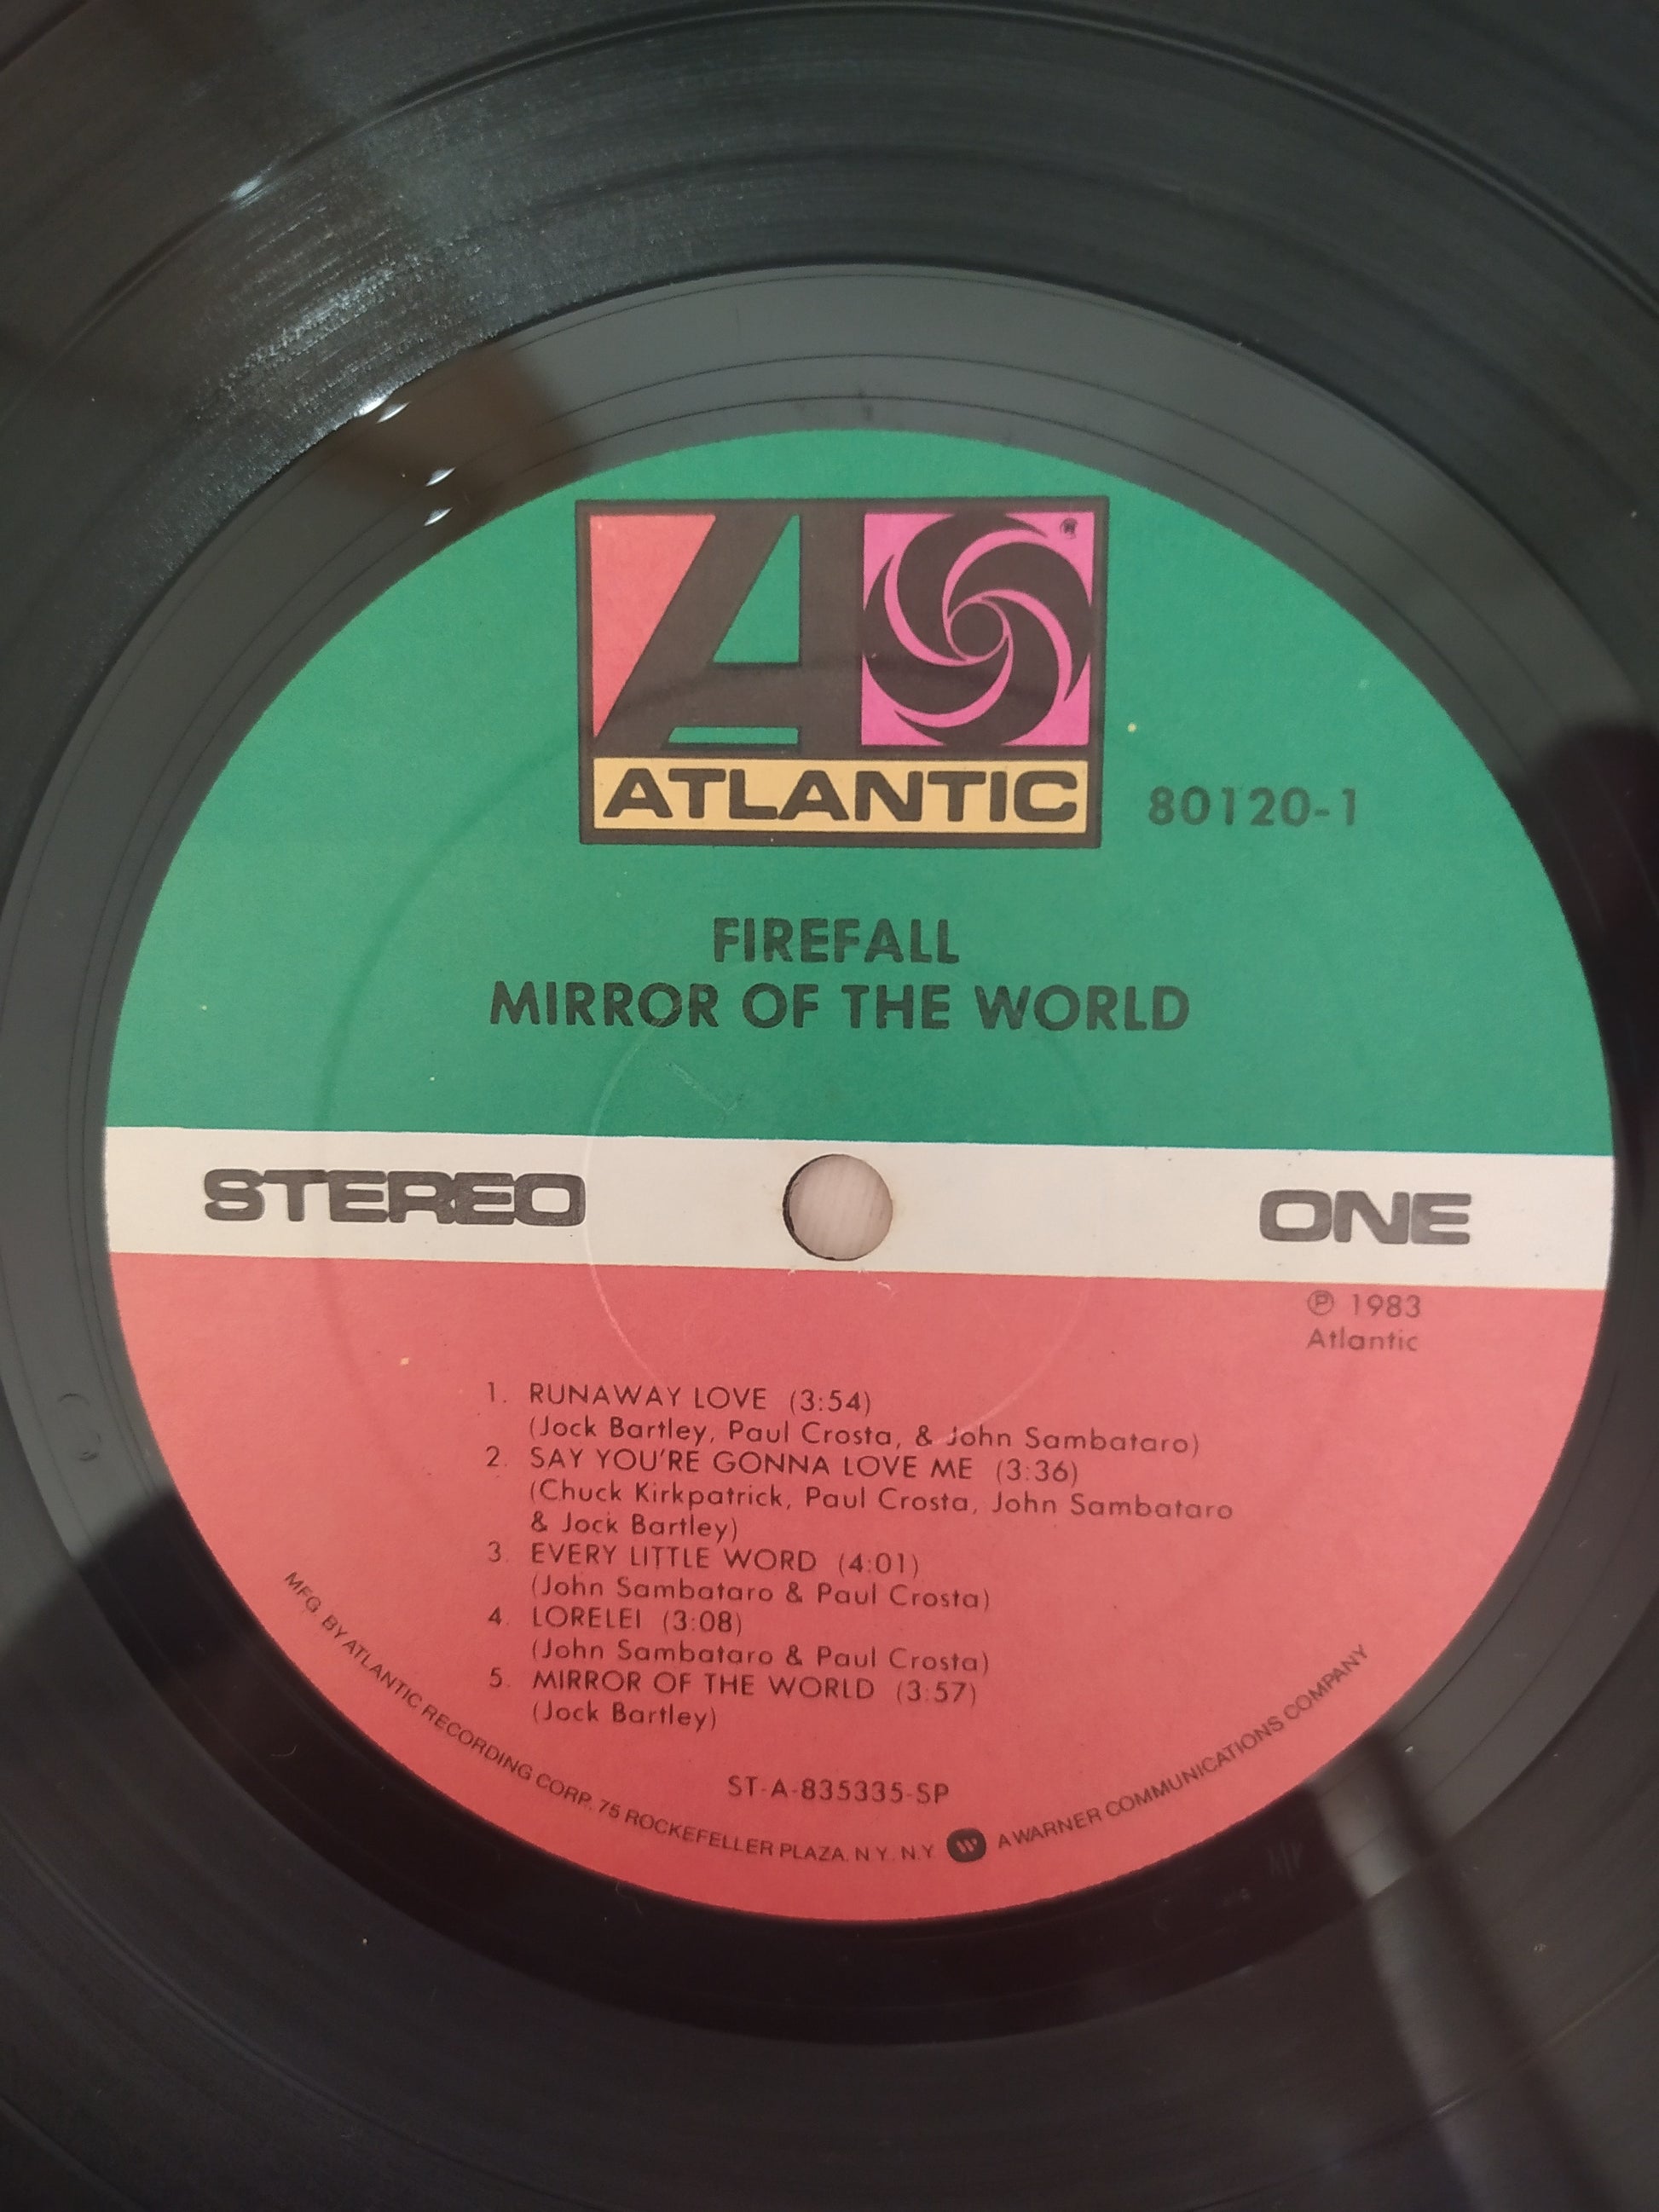 ®
ATLANTIC
80120-1
FIREFALL
MIRROR OF THE WORLD
STEREO
ONE
℗ 1983
Atlantic
1. RUNAWAY LOVE (3:54)
(Jock Bartley, Paul Crosta, & John Sambataro)
2. SAY YOU'RE GONNA LOVE ME (3:36)
(Chuck Kirkpatrick, Paul Crosta, John Sambataro
& Jock Bartley)
3. EVERY LITTLE WORD (4:01)
(John Sambataro & Paul Crosta)
4. LORELEI (3:08)
(John Sambataro & Paul Crosta)
5. MIRROR OF THE WORLD (3:57)
(Jock Bartley)
ST-A-835335-SP
MFG. BY ATLANTIC RECORDING CORP. 75 ROCKEFELLER PLAZA. N.Y. N.Y. A WARNER COMMUNICATIONS COMPANY